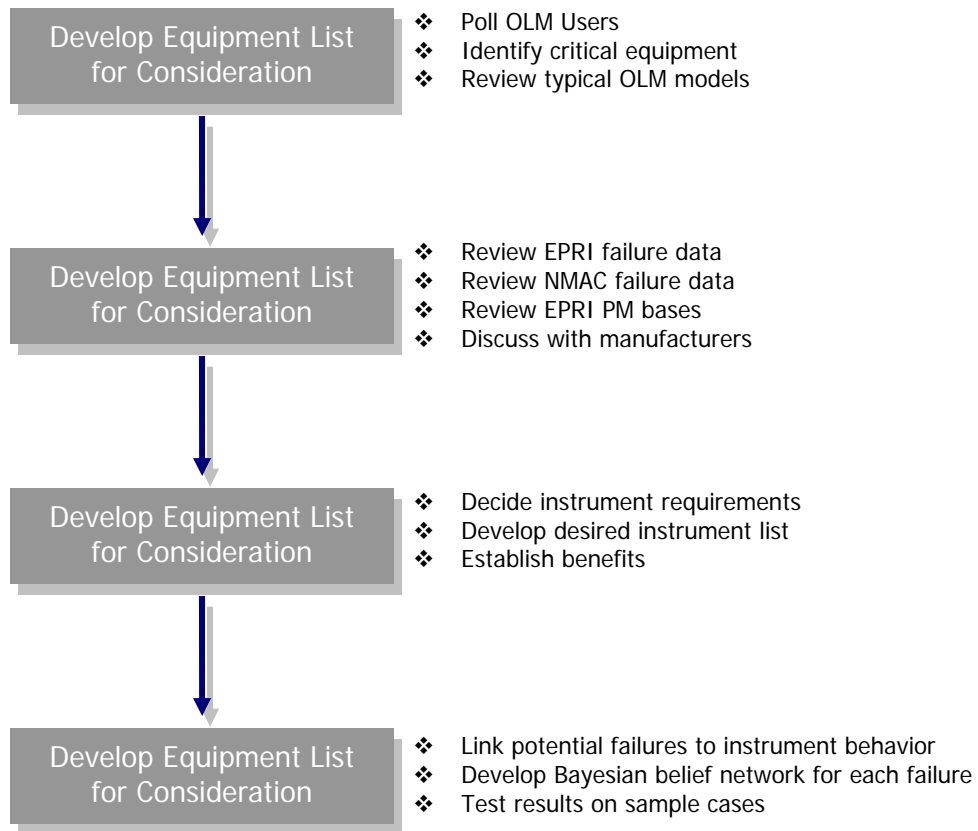 Develop Equipment List
for Consideration
❖ Poll OLM Users
❖ Identify critical equipment
❖ Review typical OLM models
Develop Equipment List
for Consideration
❖ Review EPRI failure data
❖ Review NMAC failure data
❖ Review EPRI PM bases
❖ Discuss with manufacturers
Develop Equipment List
for Consideration
❖ Decide instrument requirements
❖ Develop desired instrument list
❖ Establish benefits
Develop Equipment List
for Consideration
❖ Link potential failures to instrument behavior
❖ Develop Bayesian belief network for each failure
❖ Test results on sample cases